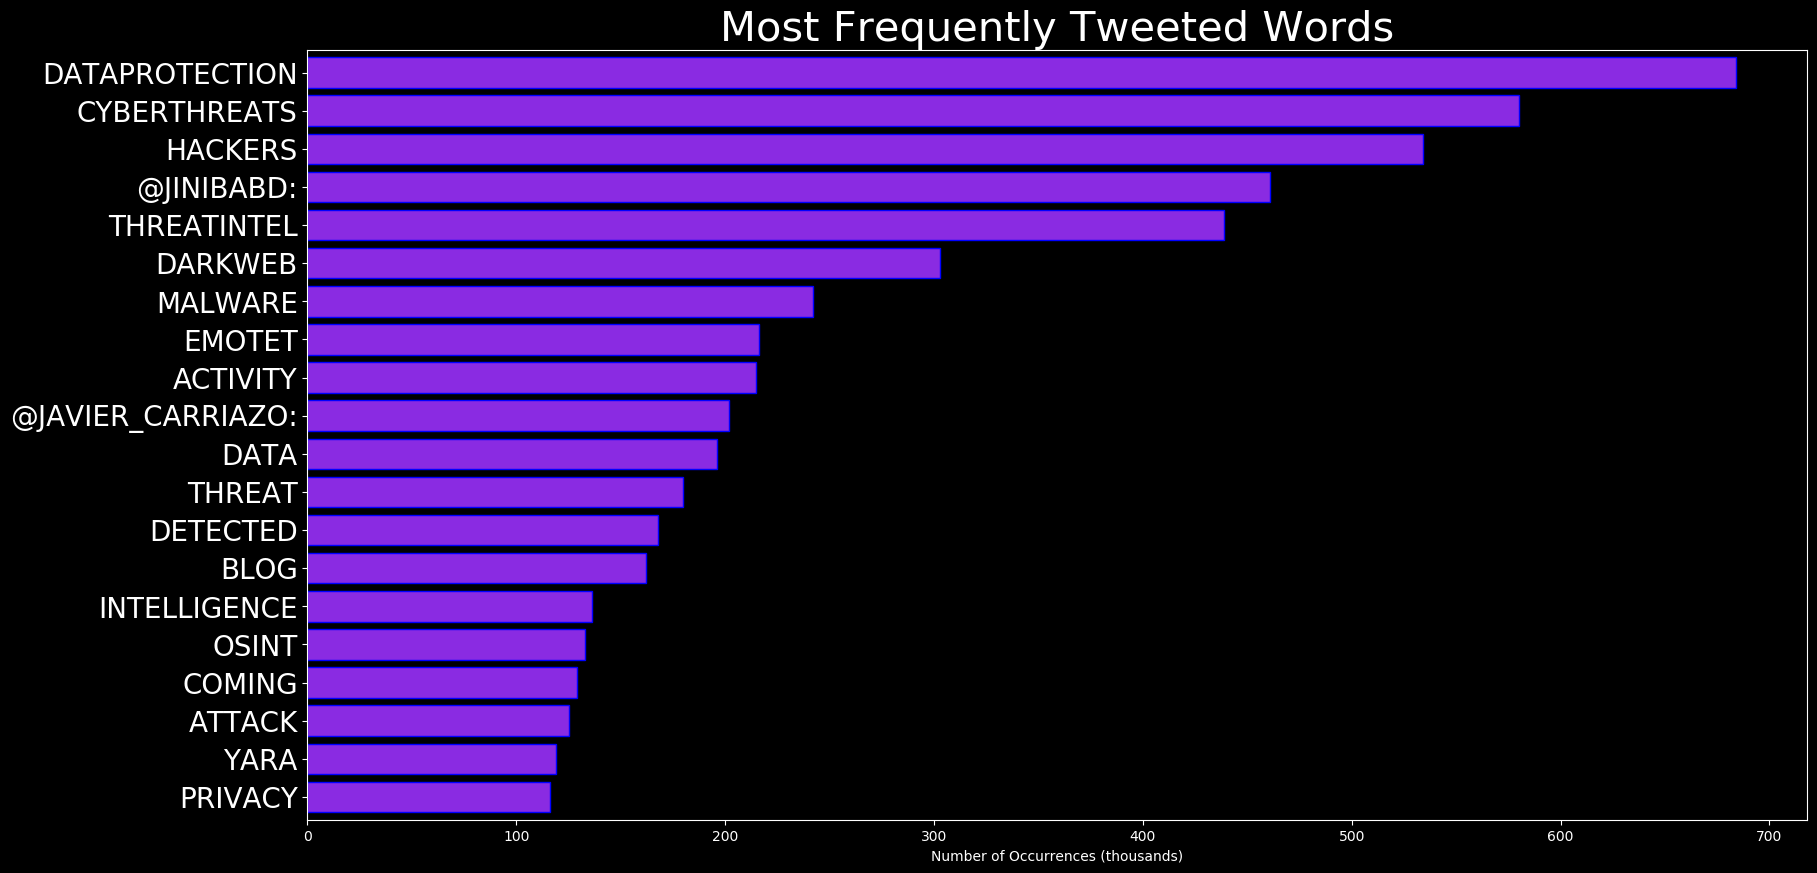 Most Frequently Tweeted Words
DATAPROTECTION
CYBERTHREATS
HACKERS
@JINIBABD:
THREATINTEL
DARKWEB
MALWARE
EMOTET
ACTIVITY
@JAVIER_CARRIAZO:
DATA
THREAT
DETECTED
BLOG
INTELLIGENCE
OSINT
COMING
ATTACK
YARA
PRIVACY
0 100 200 300 400 500 600 700
Number of Occurrences (thousands)